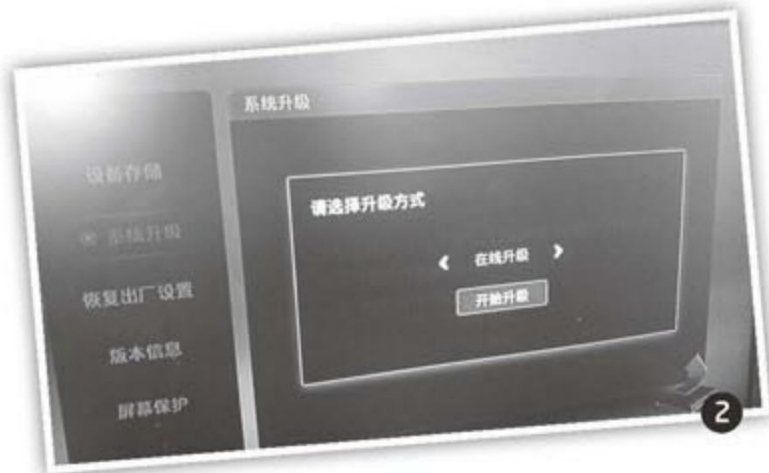 系统升级
设备存储
系统升级
恢复出厂设置
版本信息
屏幕保护
请选择升级方式
在线升级
开始升级
2